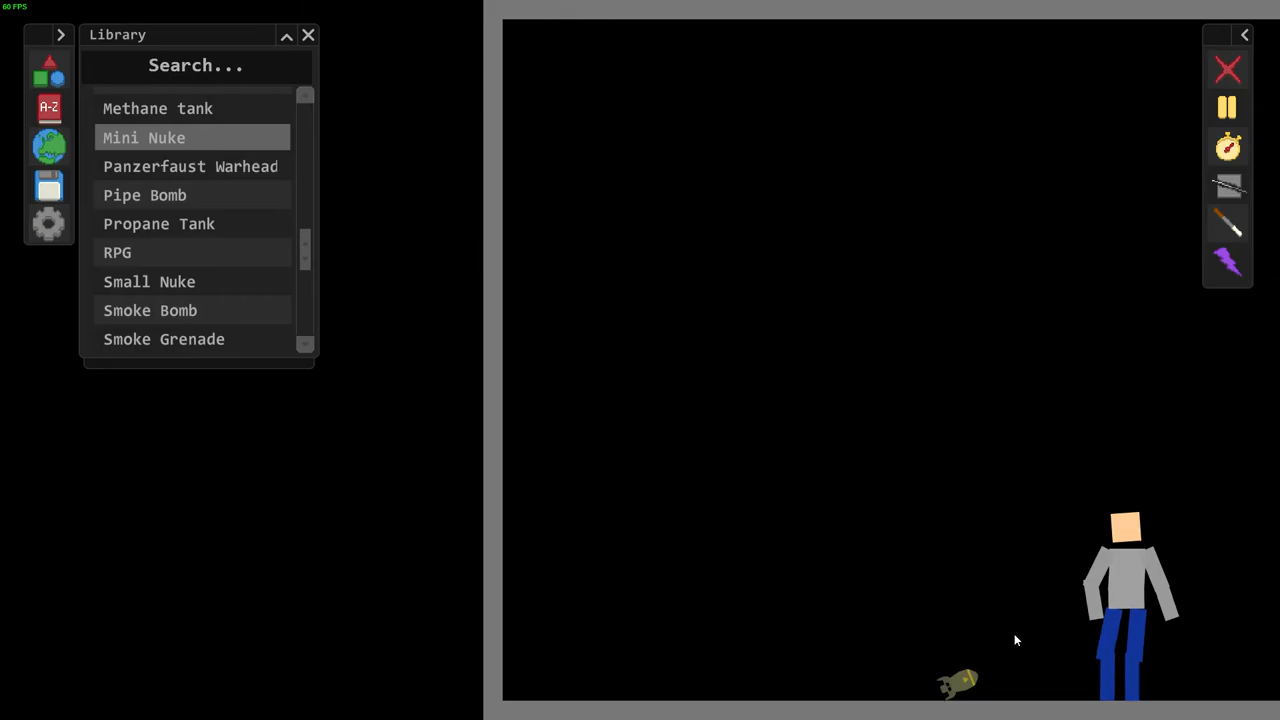 60 FPS
Library
Search...
A-Z
Methane tank
Mini Nuke
Panzerfaust Warhead
Pipe Bomb
Propane Tank
RPG
Small Nuke
Smoke Bomb
Smoke Grenade